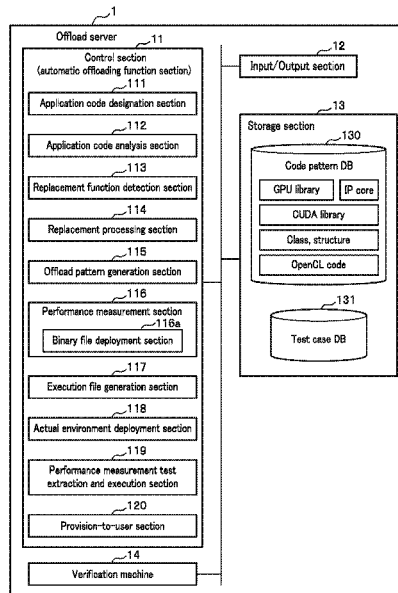 1
Offload server
11
Control section
(automatic offloading function section)
111
Application code designation section
112
Application code analysis section
113
Replacement function detection section
114
Replacement processing section
115
Offload pattern generation section
116
Performance measurement section
116a
Binary file deployment section
117
Execution file generation section
118
Actual environment deployment section
119
Performance measurement test
extraction and execution section
120
Provision-to-user section
14
Verification machine
12
Input/Output section
13
Storage section
130
Code pattern DB
GPU library
IP core
CUDA library
Class, structure
OpenCL code
131
Test case DB